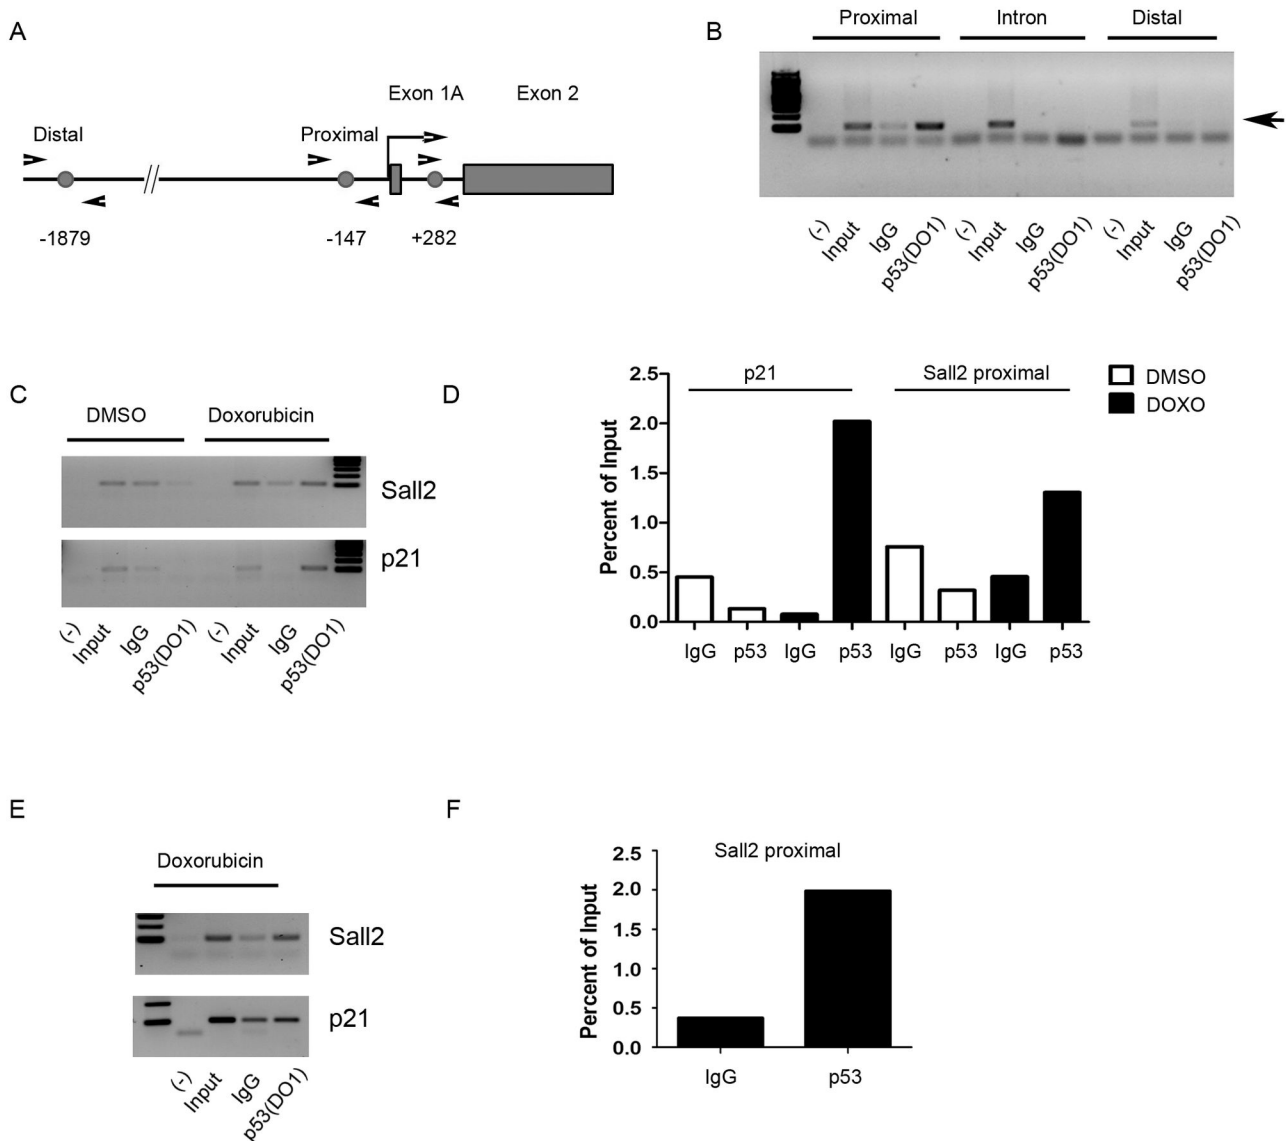 A
Exon 1A Exon 2
Distal Proximal
-1879 -147 +282
B
Proximal Intron Distal
(-) Input IgG p53(DO1) (-) Input IgG p53(DO1) (-) Input IgG p53(DO1)
C
DMSO Doxorubicin
Sall2
p21
(-) Input IgG p53(DO1) (-) Input IgG p53(DO1)
D
p21 Sall2 proximal
DMSO
DOXO
Percent of Input
2.5
2.0
1.5
1.0
0.5
0.0
IgG p53 IgG p53 IgG p53 IgG p53
E
Doxorubicin
Sall2
p21
(-) Input IgG p53(DO1)
F
Sall2 proximal
Percent of Input
2.5
2.0
1.5
1.0
0.5
0.0
IgG p53